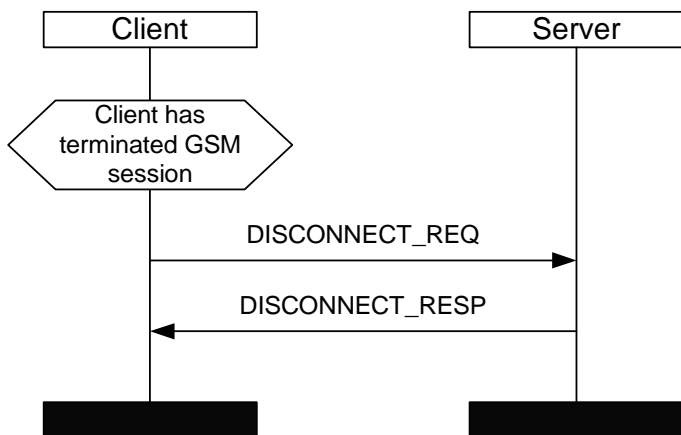 Client
Server
Client has
terminated GSM
session
DISCONNECT_REQ
DISCONNECT_RESP